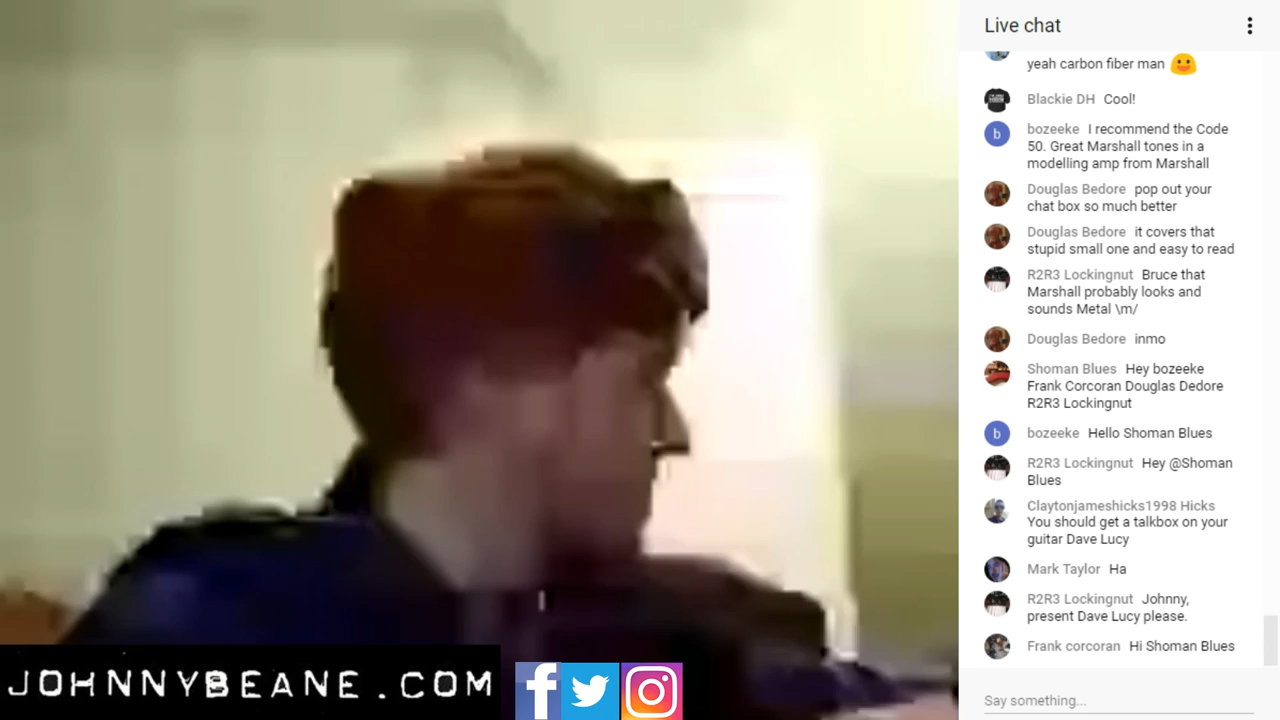 Live chat
yeah carbon fiber man
Blackie DH Cool!
bozeeke I recommend the Code
50. Great Marshall tones in a
modelling amp from Marshall
Douglas Bedore pop out your
chat box so much better
Douglas Bedore it covers that
stupid small one and easy to read
R2R3 Lockingnut Bruce that
Marshall probably looks and
sounds Metal \m/
Douglas Bedore inmo
Shoman Blues Hey bozeeke
Frank Corcoran Douglas Dedore
R2R3 Lockingnut
b bozeeke Hello Shoman Blues
R2R3 Lockingnut Hey @Shoman
Blues
Claytonjameshicks1998 Hicks
You should get a talkbox on your
guitar Dave Lucy
Mark Taylor Ha
R2R3 Lockingnut Johnny,
present Dave Lucy please.
Frank corcoran Hi Shoman Blues
Say something...
JOHNNYBEANE.COM